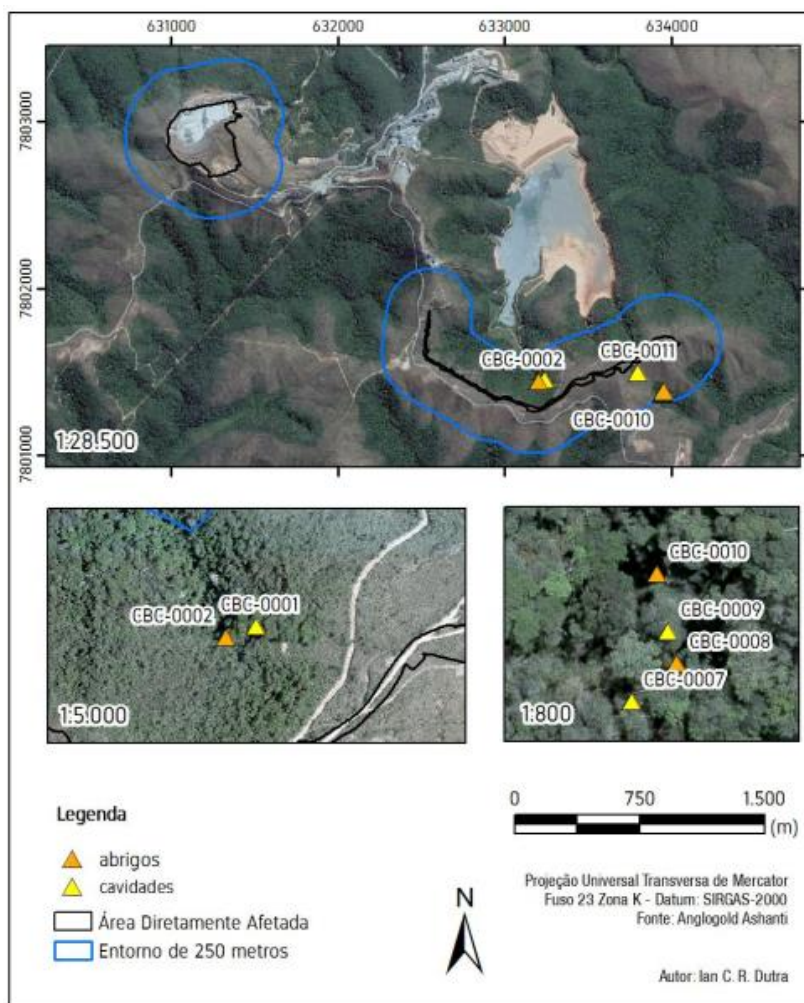 631000 632000 633000 634000
7803000
7802000
7801000
CBC-0002
CBC-0011
CBC-0010
1:28.500
CBC-0002
CBC-0001
1:5.000
CBC-0010
CBC-0009
CBC-0008
CBC-0007
1:800
Legenda
abrigos
cavidades
Área Diretamente Afetada
Entorno de 250 metros
0 750 1.500
(m)
N
Projeção Universal Transversa de Mercator
Fuso 23 Zona K - Datum: SIRGAS-2000
Fonte: Anglogold Ashanti
Autor: Ian C. R. Dutra